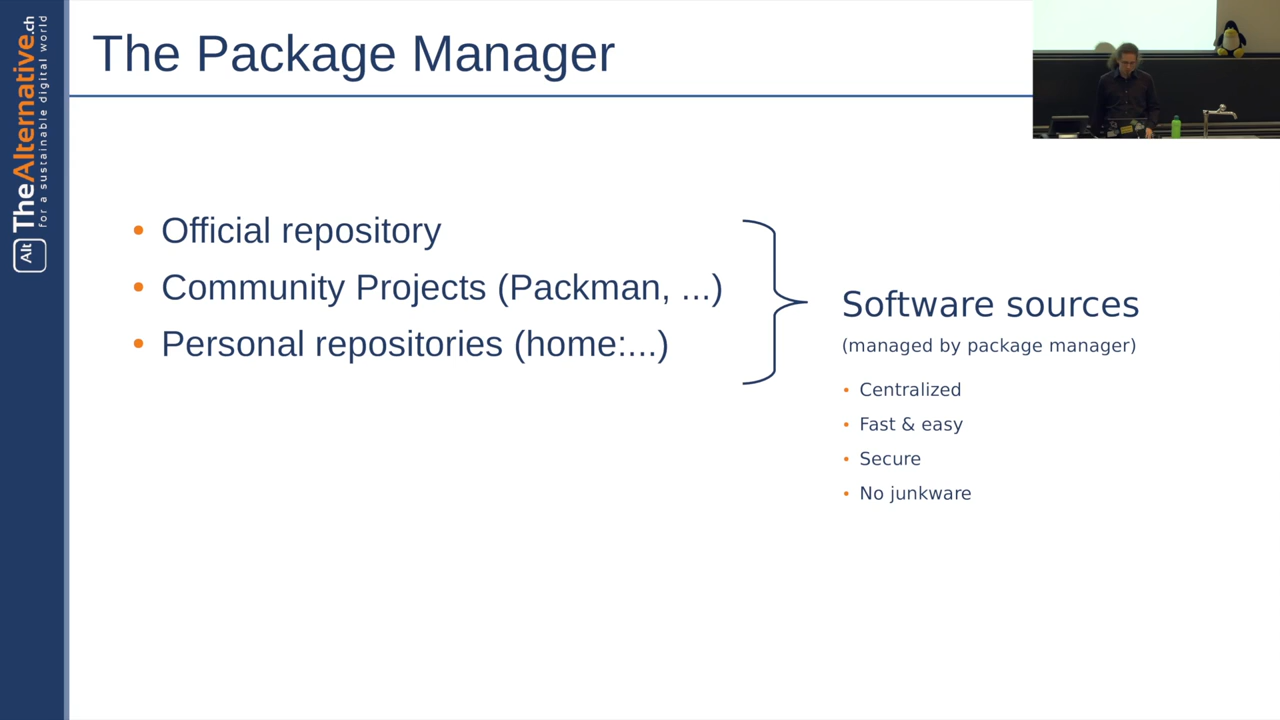 The Package Manager
TheAlternative.ch
for a sustainable digital world
Alt
• Official repository
• Community Projects (Packman, ...)
• Personal repositories (home:...)
Software sources
(managed by package manager)
• Centralized
• Fast & easy
• Secure
• No junkware